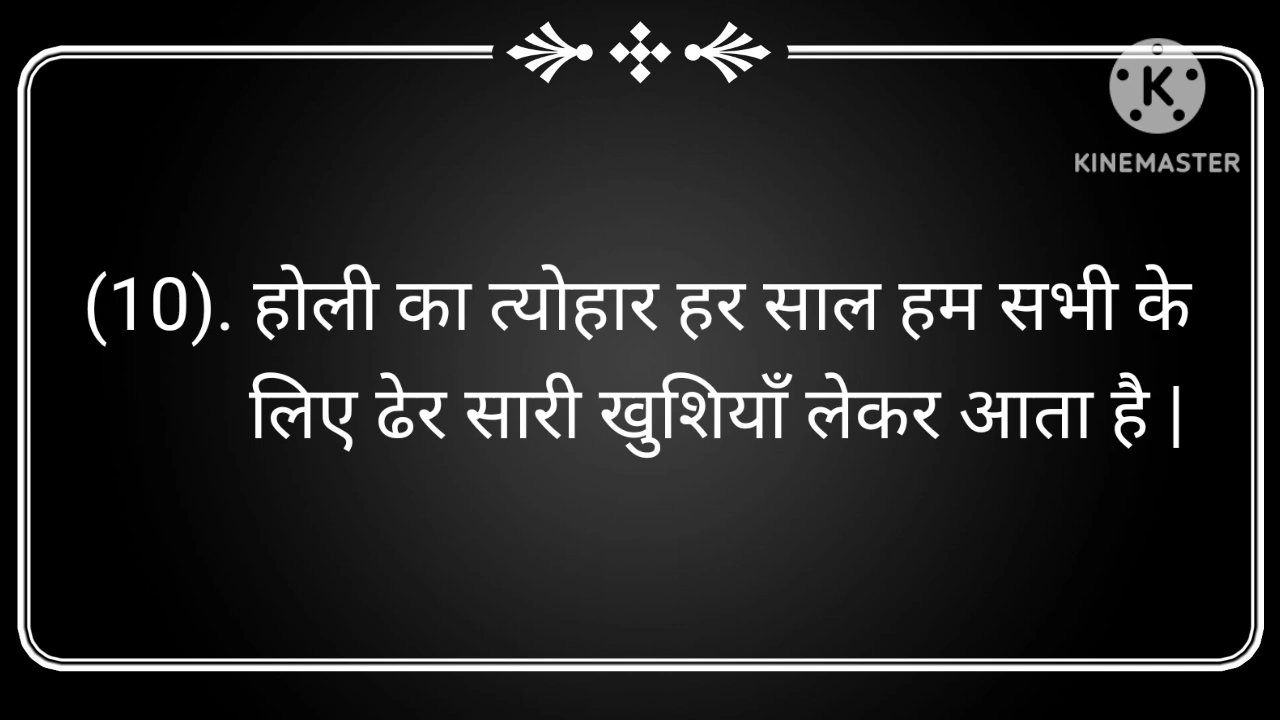 K
KINEMASTER
(10). होली का त्योहार हर साल हम सभी के
लिए ढेर सारी खुशियाँ लेकर आता है |